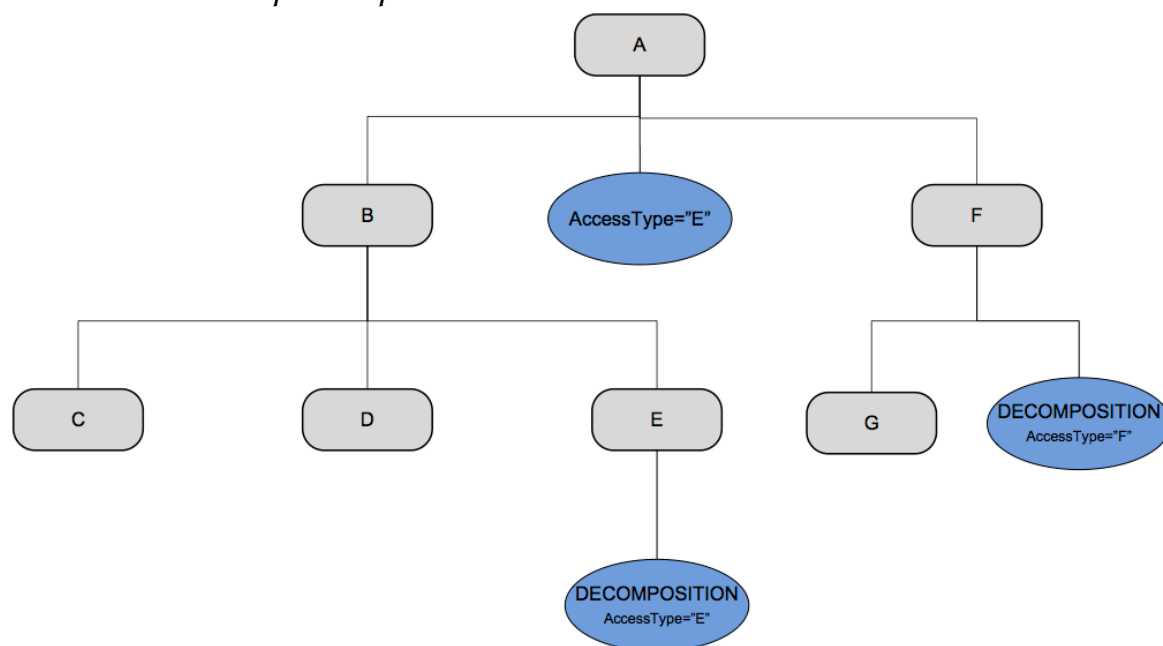 A
B
AccessType="E"
F
C
D
E
G
DECOMPOSITION
AccessType="F"
DECOMPOSITION
AccessType="E"